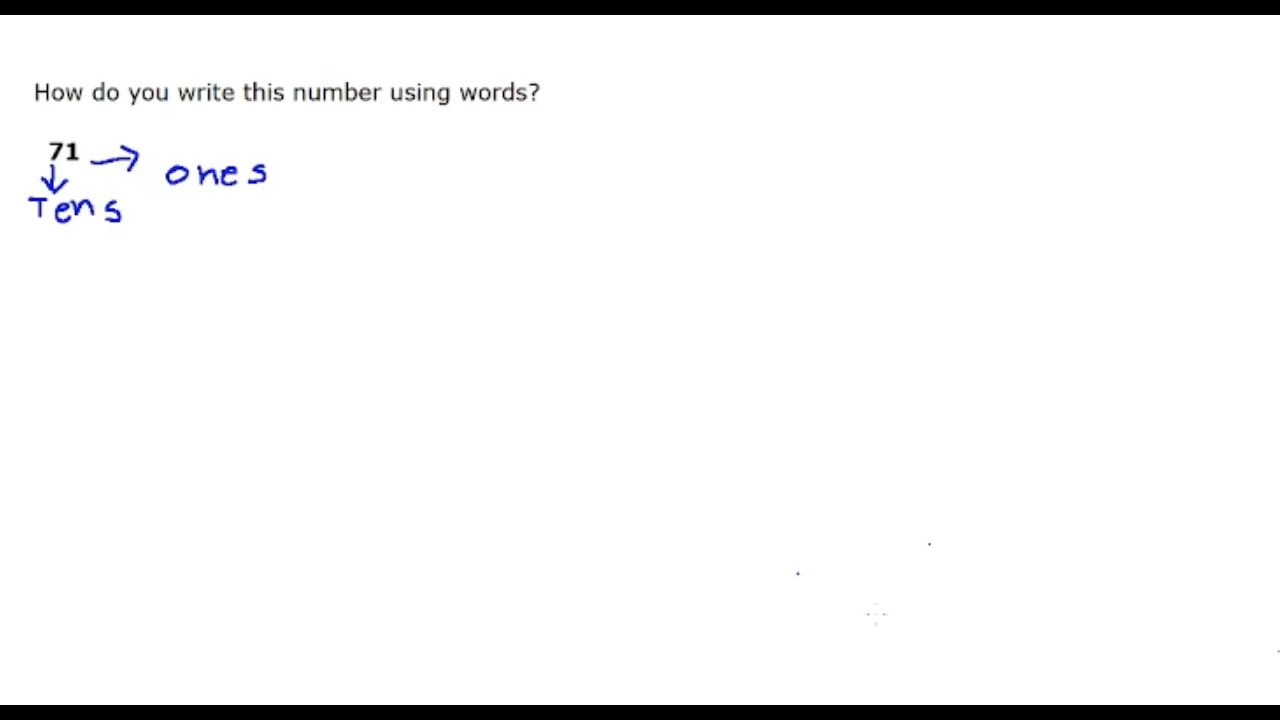 How do you write this number using words?
71 → ones
↓
Tens